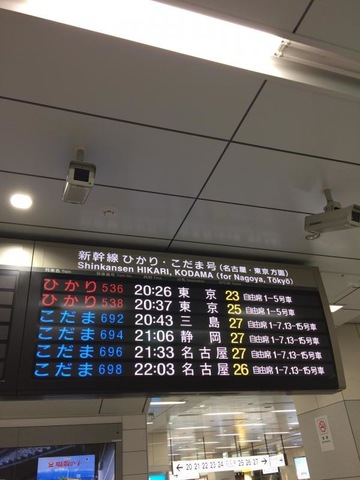 新幹線 ひかり・こだま号 (名古屋・東京 方面)
Shinkansen HIKARI, KODAMA (for Nagoya, Tōkyō)
ひかり 536 20:26 東京 23 自由席 1-5号車
ひかり 538 20:37 東京 25 自由席 1-5号車
こだま 692 20:43 三島 27 自由席 1-7,13-15号車
こだま 694 21:06 静岡 27 自由席 1-7,13-15号車
こだま 696 21:33 名古屋 27 自由席 1-7,13-15号車
こだま 698 22:03 名古屋 26 自由席 1-7,13-15号車
20 21